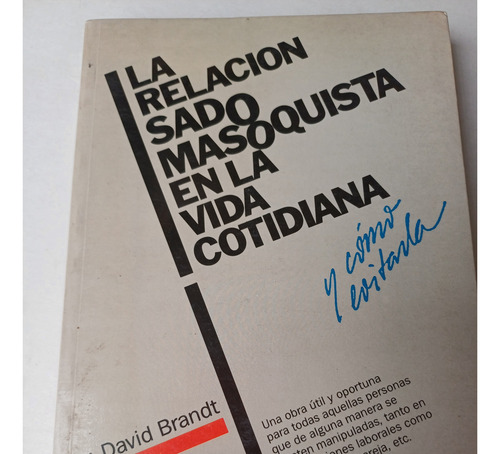 LA
RELACION
SADO
MASOQUISTA
EN LA
VIDA
COTIDIANA
y cómo
evitarla
David Brandt
Una obra útil y oportuna
para todas aquellas personas
que de alguna manera se
manipuladas, tanto en
laborales como
etc.